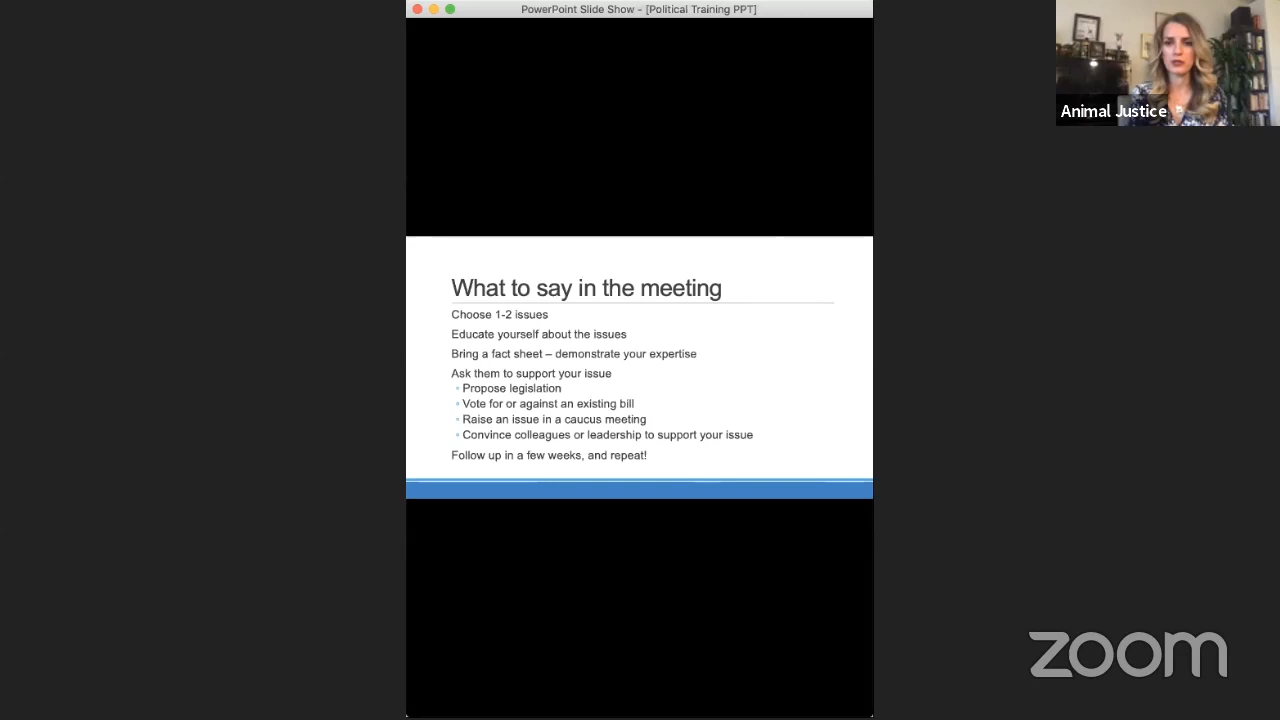 PowerPoint Slide Show - [Political Training PPT]
Animal Justice
What to say in the meeting
Choose 1-2 issues
Educate yourself about the issues
Bring a fact sheet – demonstrate your expertise
Ask them to support your issue
◦ Propose legislation
◦ Vote for or against an existing bill
◦ Raise an issue in a caucus meeting
◦ Convince colleagues or leadership to support your issue
Follow up in a few weeks, and repeat!
zoom